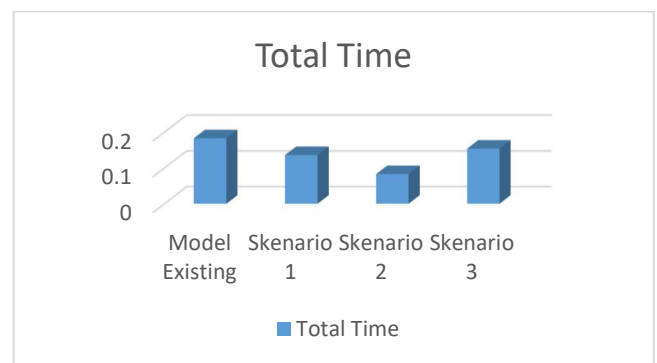 Total Time
0.2
0.1
0
Model Skenario Skenario Skenario
Existing 1 2 3
Total Time